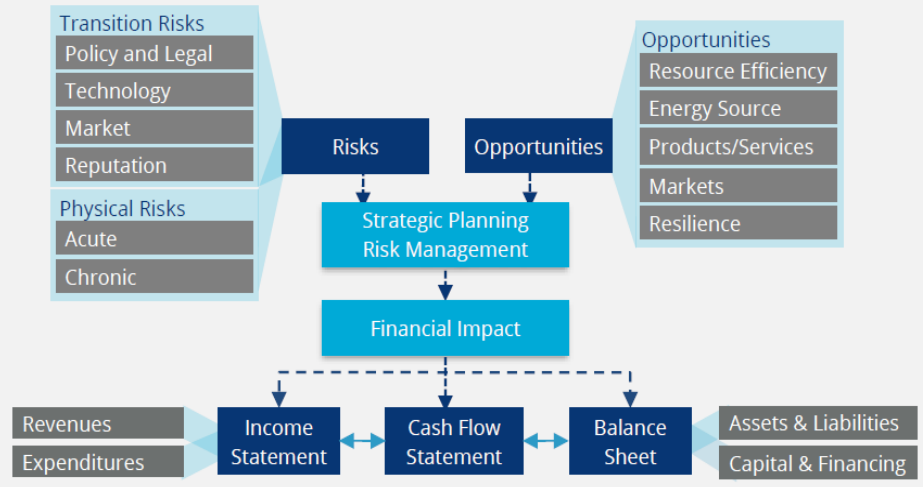 Transition Risks
Policy and Legal
Technology
Market
Reputation
Physical Risks
Acute
Chronic
Risks
Opportunities
Opportunities
Resource Efficiency
Energy Source
Products/Services
Markets
Resilience
Strategic Planning
Risk Management
Financial Impact
Revenues
Expenditures
Income
Statement
Cash Flow
Statement
Balance
Sheet
Assets & Liabilities
Capital & Financing